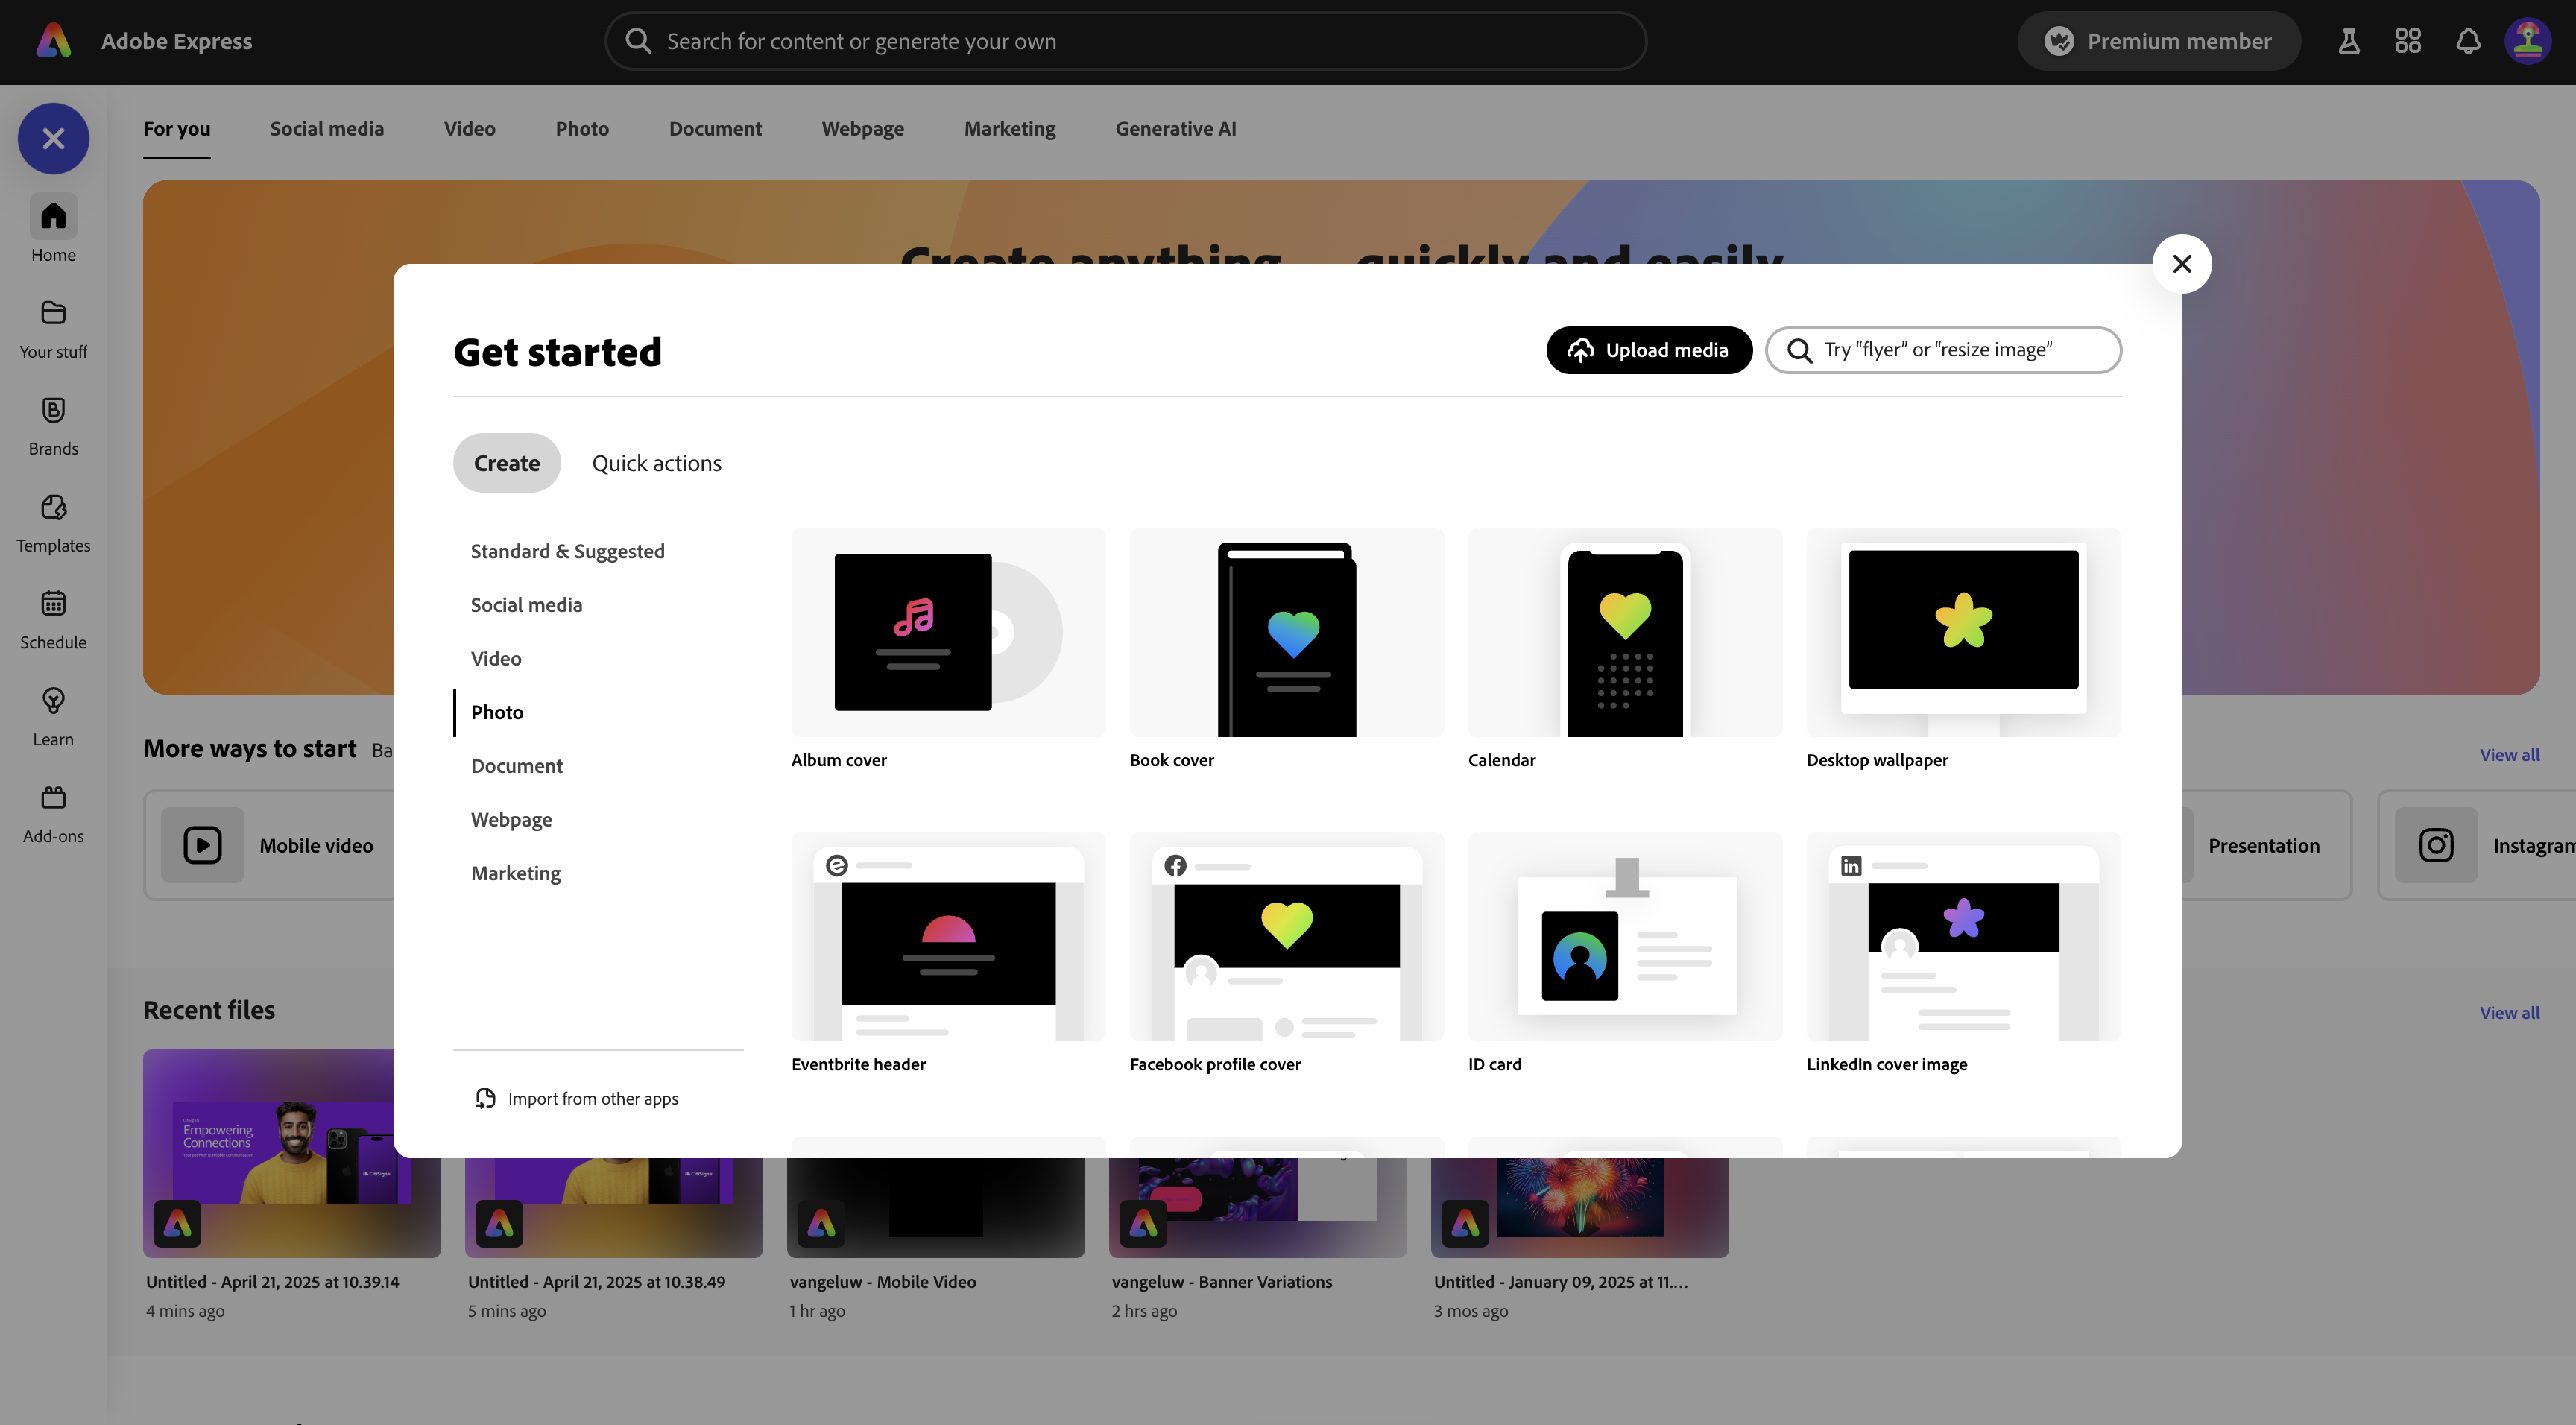 Adobe Express
Search for content or generate your own
Premium member
For you
Social media
Video
Photo
Document
Webpage
Marketing
Generative AI
Home
Your stuff
Brands
Templates
Schedule
Learn
Add-ons
Create anything quickly and easily
Get started
Upload media
Try “flyer” or “resize image”
Create
Quick actions
Standard & Suggested
Social media
Video
Photo
Document
Webpage
Marketing
Import from other apps
Album cover
Book cover
Calendar
Desktop wallpaper
Eventbrite header
Facebook profile cover
ID card
LinkedIn cover image
More ways to start
Ba
View all
Mobile video
Presentation
Instagram
Recent files
View all
Empowering
Connections
CitiSignal
CitiSignal
Untitled - April 21, 2025 at 10.39.14
4 mins ago
Untitled - April 21, 2025 at 10.38.49
5 mins ago
vangeluw - Mobile Video
1 hr ago
vangeluw - Banner Variations
2 hrs ago
Untitled - January 09, 2025 at 11....
3 mos ago